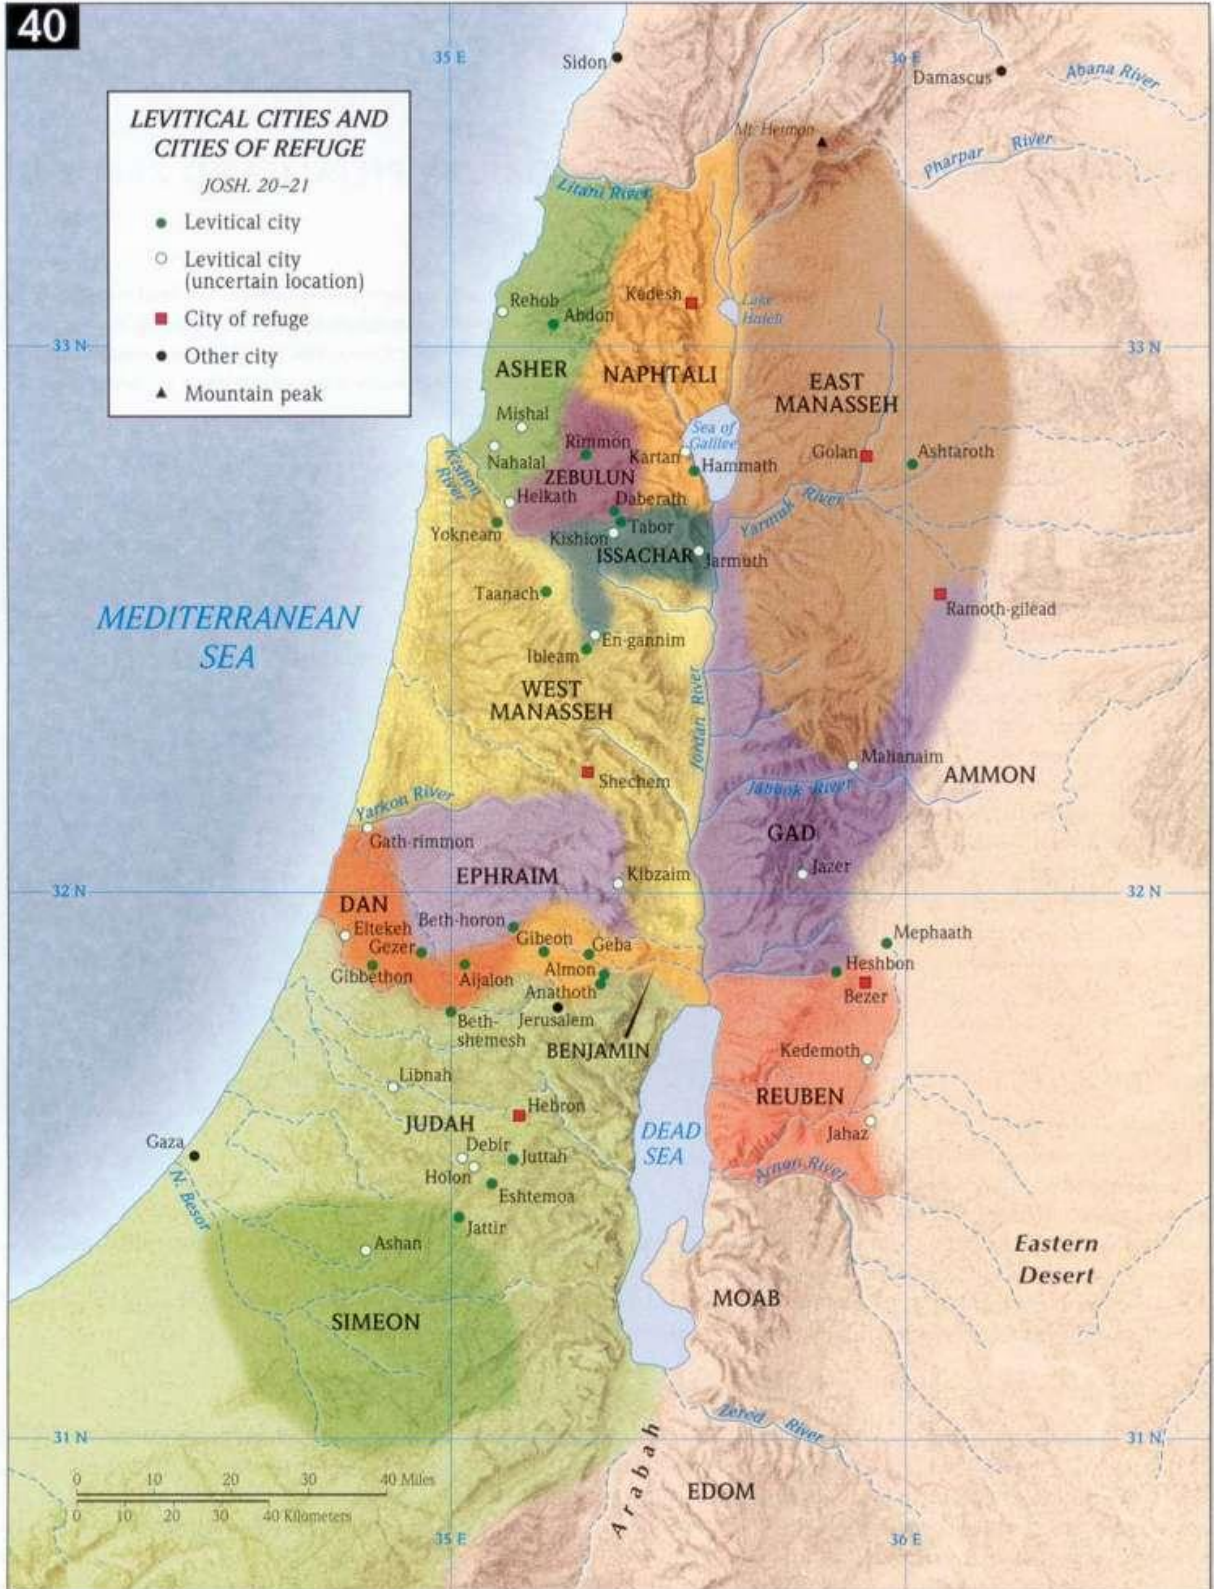 40
35 E
36 E
Sidon
Damascus
Abana River
LEVITICAL CITIES AND
CITIES OF REFUGE
JOSH. 20–21
Levitical city
Levitical city
(uncertain location)
City of refuge
Other city
Mountain peak
Mt. Hermon
Pharpar River
Litani River
Rehob
Abdon
Kedesh
Lake
Huleh
33 N
33 N
ASHER
NAPHTALI
EAST
MANASSEH
Mishal
Sea of
Galilee
Rimmon
Nahalal
Kartan
Hammath
Golan
Ashtaroth
Kishon
River
ZEBULUN
Helkath
Daberath
Yarmuk River
Yokneam
Kishion
Tabor
ISSACHAR
Jarmuth
Taanach
Ramoth-gilead
MEDITERRANEAN
SEA
En-gannim
Ibleam
WEST
MANASSEH
Jordan River
Shechem
Mahanaim
AMMON
Jabbok River
Yarkon River
Gath-rimmon
GAD
EPHRAIM
Kibzaim
Jazer
32 N
32 N
DAN
Beth-horon
Eltekeh
Gezer
Gibeon
Geba
Mephaath
Gibbethon
Aijalon
Almon
Heshbon
Anathoth
Bezer
Beth-
shemesh
Jerusalem
BENJAMIN
Kedemoth
Libnah
REUBEN
Hebron
JUDAH
DEAD
SEA
Jahaz
Gaza
Debir
Juttah
Holon
Arnon River
N. Besor
Eshtemoa
Jattir
Ashan
Eastern
Desert
SIMEON
MOAB
Zered River
31 N
31 N
Arabah
0 10 20 30 40 Miles
0 10 20 30 40 Kilometers
EDOM
35 E
36 E